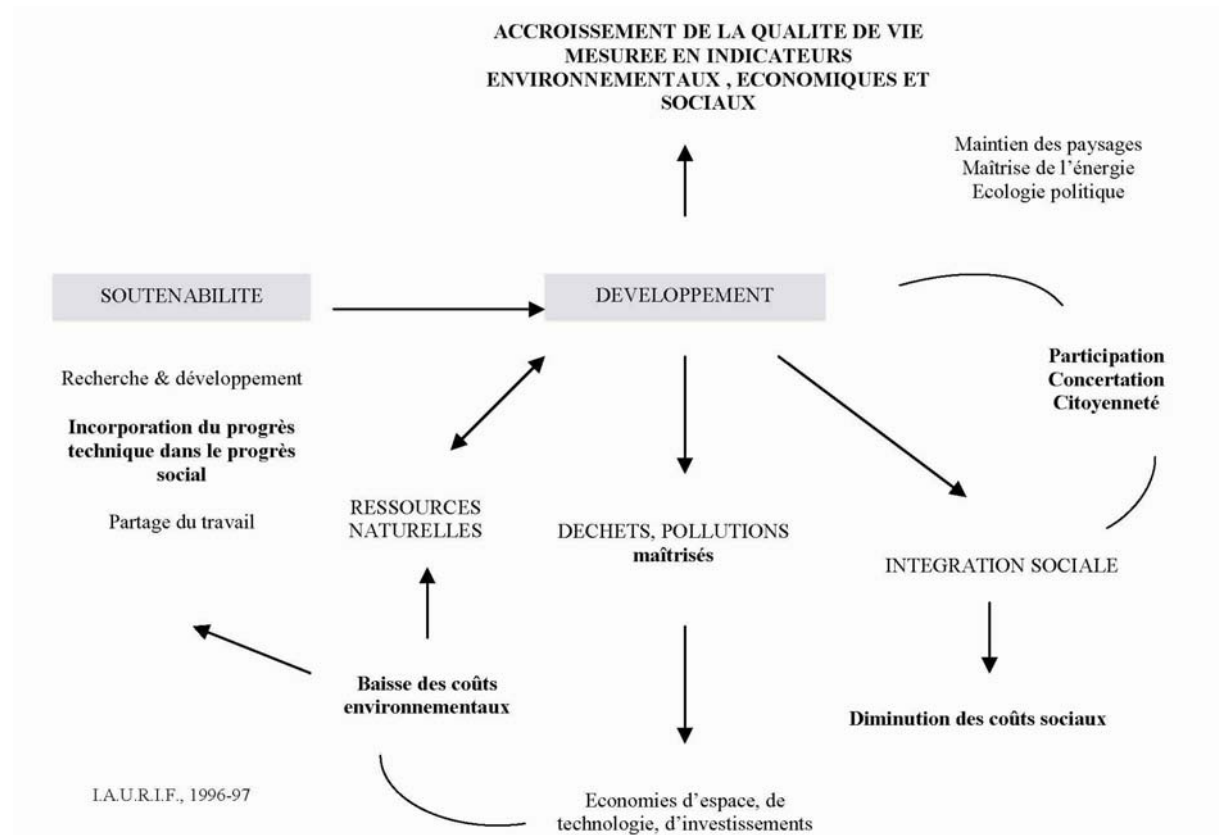 ACCROISSEMENT DE LA QUALITE DE VIE
MESUREE EN INDICATEURS
ENVIRONNEMENTAUX , ECONOMIQUES ET
SOCIAUX
Maintien des paysages
Maîtrise de l’énergie
Ecologie politique
SOUTENABILITE
DEVELOPPEMENT
Participation
Concertation
Citoyenneté
Recherche & développement
Incorporation du progrès
technique dans le progrès
social
Partage du travail
RESSOURCES
NATURELLES
DECHETS, POLLUTIONS
maîtrisés
INTEGRATION SOCIALE
Baisse des coûts
environnementaux
Diminution des coûts sociaux
I.A.U.R.I.F., 1996-97
Economies d’espace, de
technologie, d’investissements